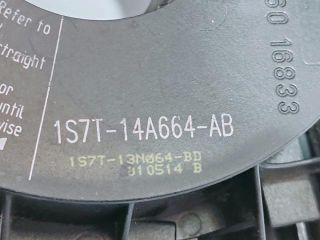 Refer to
straight
or
until
wise
60 16833
1S7T-14A664-AB
1S7T-13N064-BD
010514 B